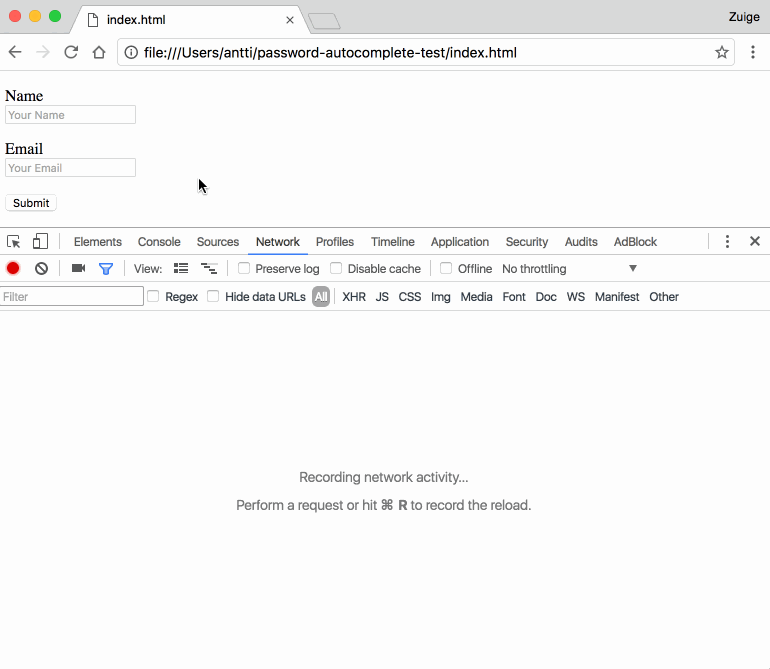 index.html
Zuige
file:///Users/antti/password-autocomplete-test/index.html
Name
Your Name
Email
Your Email
Submit
Elements Console Sources Network Profiles Timeline Application Security Audits AdBlock
View: Preserve log Disable cache Offline No throttling
Filter Regex Hide data URLs All XHR JS CSS Img Media Font Doc WS Manifest Other
Recording network activity...
Perform a request or hit ⌘ R to record the reload.